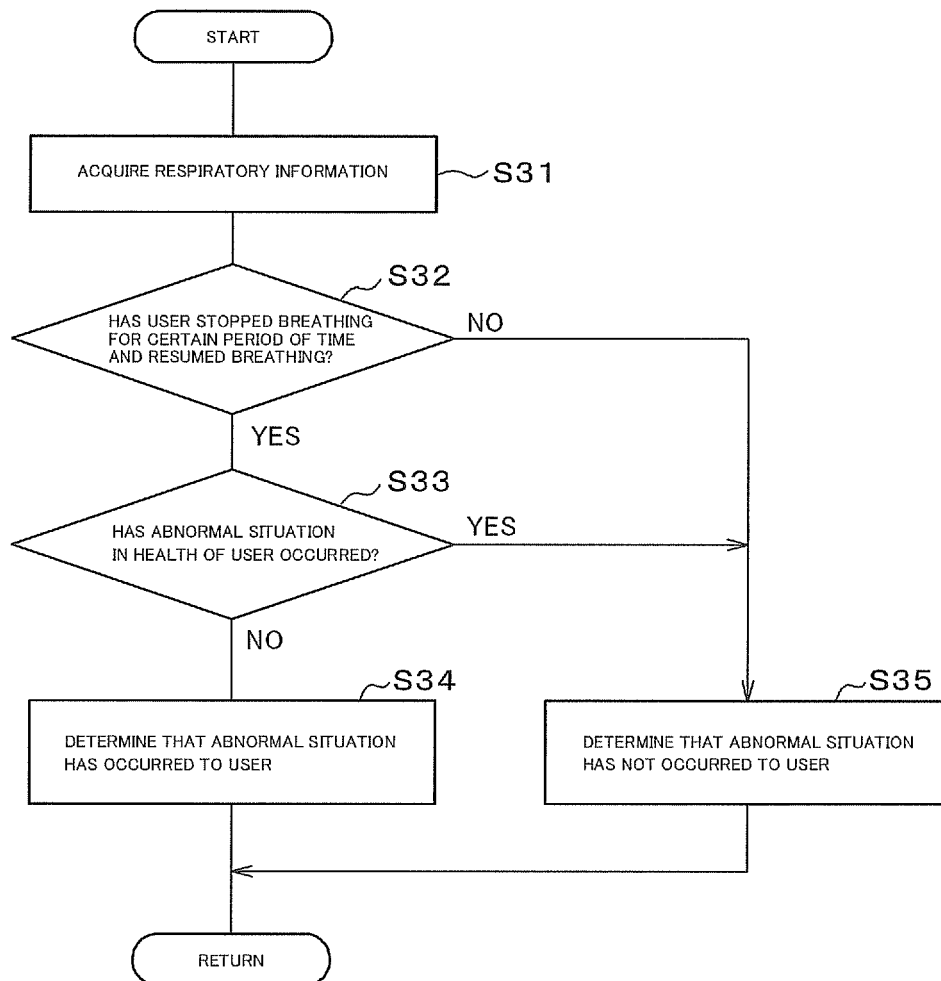 START
ACQUIRE RESPIRATORY INFORMATION
S31
S32
HAS USER STOPPED BREATHING
FOR CERTAIN PERIOD OF TIME
AND RESUMED BREATHING?
NO
YES
S33
HAS ABNORMAL SITUATION
IN HEALTH OF USER OCCURRED?
YES
NO
S34
DETERMINE THAT ABNORMAL SITUATION
HAS OCCURRED TO USER
S35
DETERMINE THAT ABNORMAL SITUATION
HAS NOT OCCURRED TO USER
RETURN